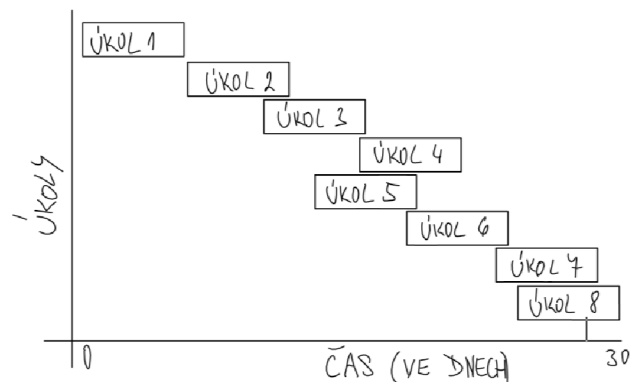 ÚKOL 1
ÚKOL 2
ÚKOL 3
ÚKOL 4
ÚKOL 5
ÚKOL 6
ÚKOL 7
ÚKOL 8
ÚKOLY
0
ČAS (VE DNECH)
30